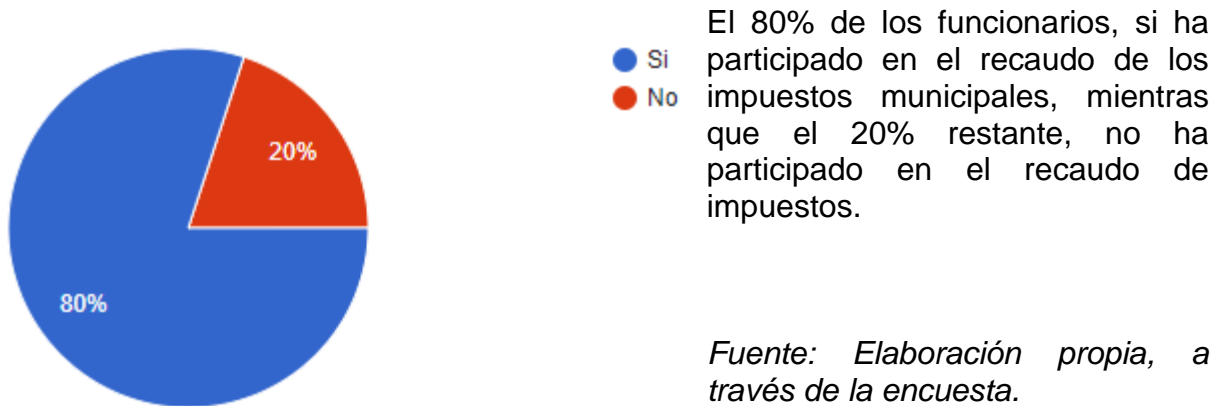 20%
80%
Si
No
El 80% de los funcionarios, si ha
participado en el recaudo de los
impuestos municipales, mientras
que el 20% restante, no ha
participado en el recaudo de
impuestos.
Fuente: Elaboración propia, a
través de la encuesta.